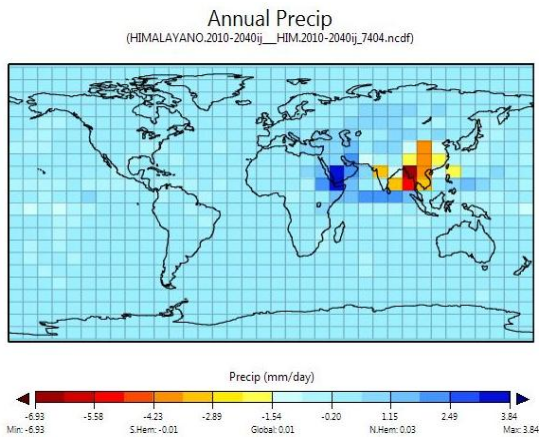 Annual Precip
(HIMALAYANO.2010-2040ij__HIM.2010-2040ij_7404.ncdf)
Precip (mm/day)
-6.93 -5.58 -4.23 -2.89 -1.54 -0.20 1.15 2.49 3.84
Min: -6.93 S.Hem: -0.01 Global: 0.01 N.Hem: 0.03 Max: 3.84